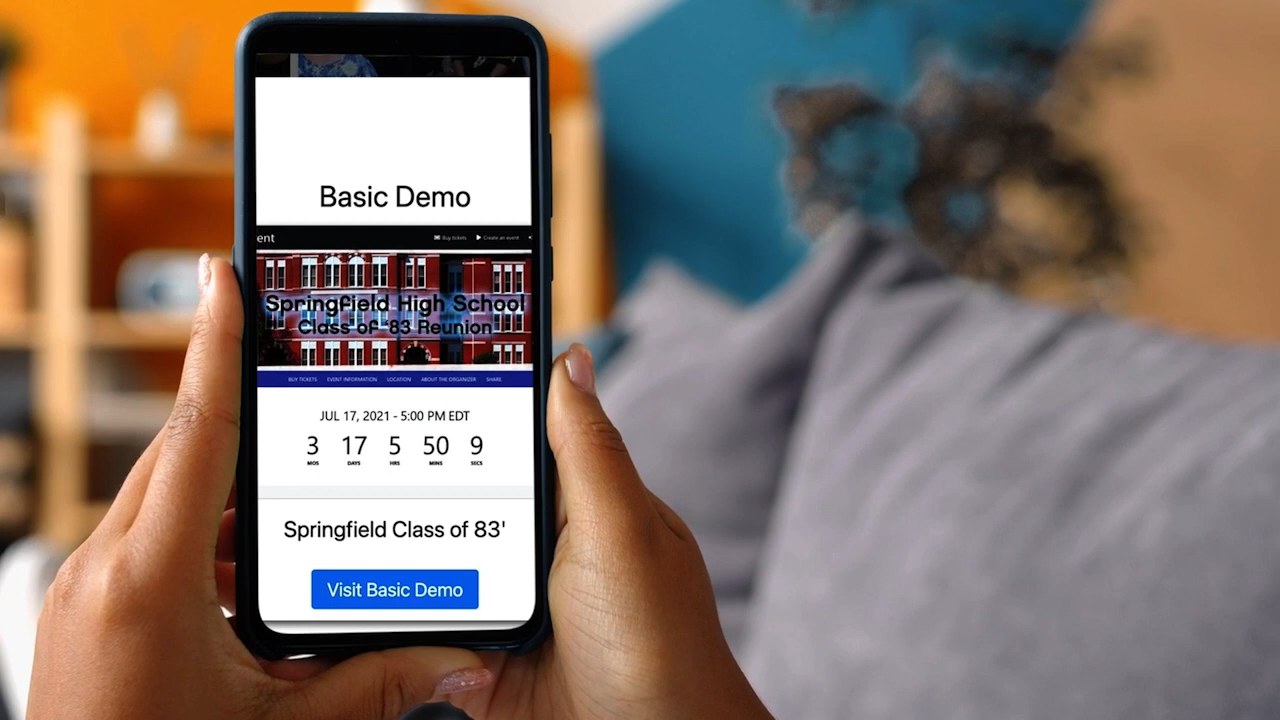 Basic Demo
ent
Buy tickets Create an event
Springfield High School
Class of '83 Reunion
BUY TICKETS EVENT INFORMATION LOCATION ABOUT THE ORGANIZER SHARE
JUL 17, 2021 - 5:00 PM EDT
3 17 5 50 9
MOS DAYS HRS MINS SECS
Springfield Class of 83'
Visit Basic Demo